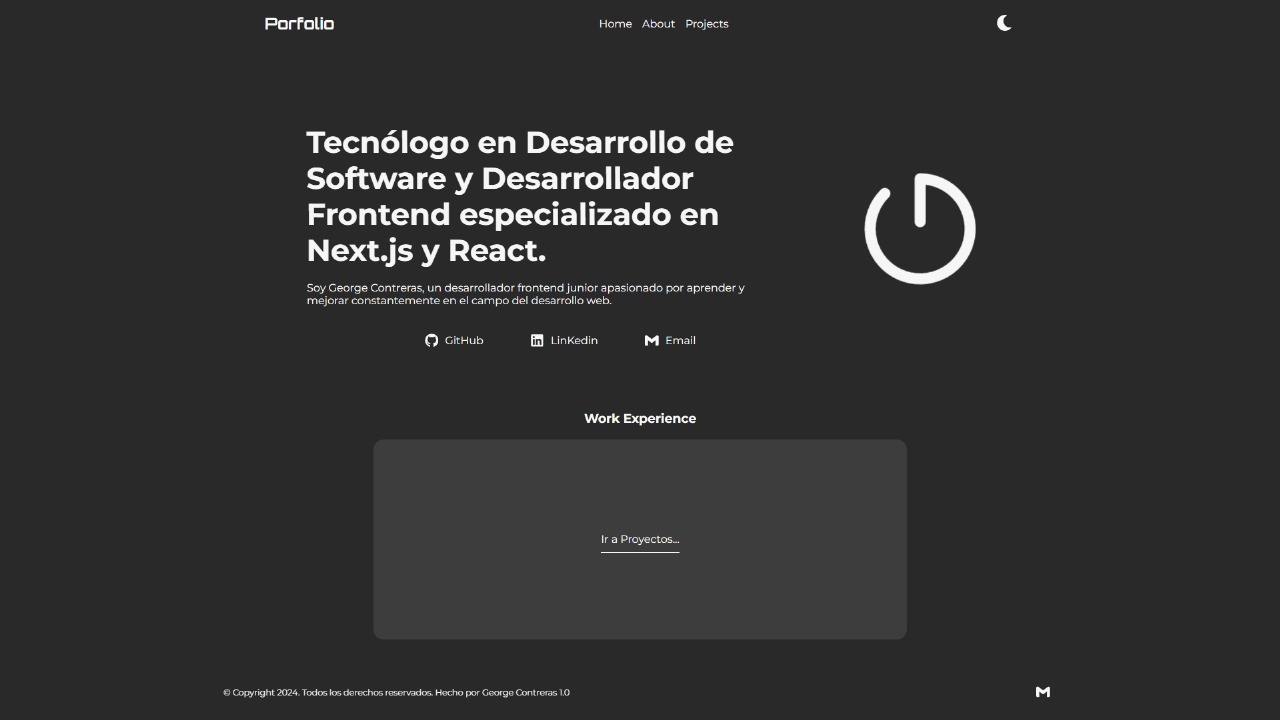 Porfolio
Home About Projects
Tecnólogo en Desarrollo de
Software y Desarrollador
Frontend especializado en
Next.js y React.
Soy George Contreras, un desarrollador frontend junior apasionado por aprender y
mejorar constantemente en el campo del desarrollo web.
GitHub LinKedin Email
Work Experience
Ir a Proyectos...
© Copyright 2024. Todos los derechos reservados. Hecho por George Contreras 1.0